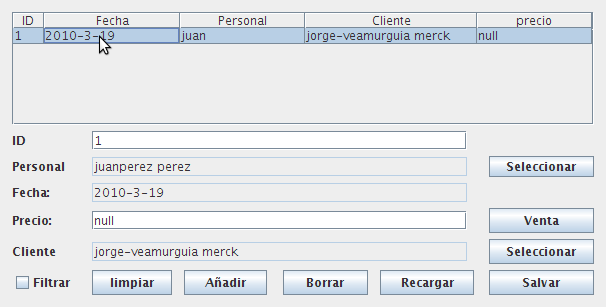 ID Fecha Personal Cliente precio
1 2010-3-19 juan jorge-veamurguia merck null
ID 1
Personal juanperez perez Seleccionar
Fecha: 2010-3-19
Precio: null Venta
Cliente jorge-veamurguia merck Seleccionar
Filtrar limpiar Añadir Borrar Recargar Salvar